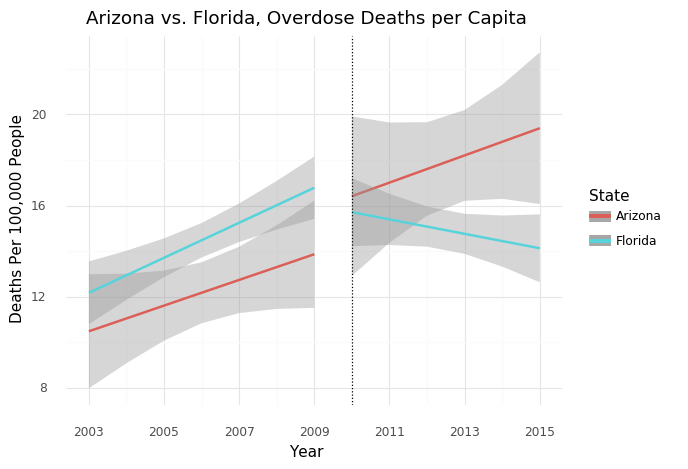 Arizona vs. Florida, Overdose Deaths per Capita
Deaths Per 100,000 People
20
16
12
8
2003 2005 2007 2009 2011 2013 2015
Year
State
Arizona
Florida